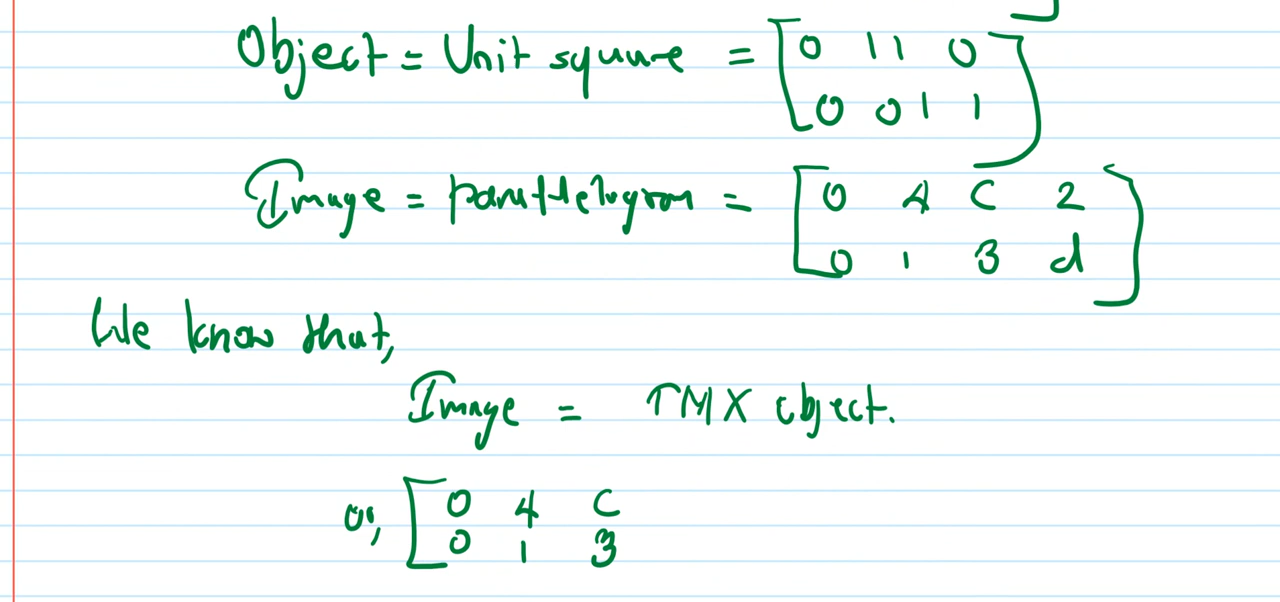 Object = Unit square = [0 1 1 0
0 0 1 1]
Image = parallelogram = [0 4 c 2
0 1 3 d]
We know that,
Image = TM X object.
or, [0 4 c
0 1 3